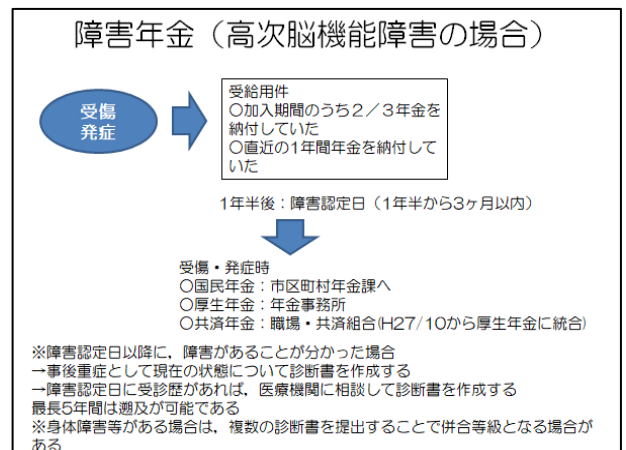 障害年金（高次脳機能障害の場合）
受傷
発症
受給用件
〇加入期間のうち２／３年金を
納付していた
〇直近の1年間年金を納付して
いた
1年半後：障害認定日（1年半から3ヶ月以内）
受傷・発症時
〇国民年金：市区町村年金課へ
〇厚生年金：年金事務所
〇共済年金：職場・共済組合(H27/10から厚生年金に統合)
※障害認定日以降に，障害があることが分かった場合
→事後重症として現在の状態について診断書を作成する
→障害認定日に受診歴があれば，医療機関に相談して診断書を作成する
最長5年間は遡及が可能である
※身体障害等がある場合は，複数の診断書を提出することで併合等級となる場合が
ある